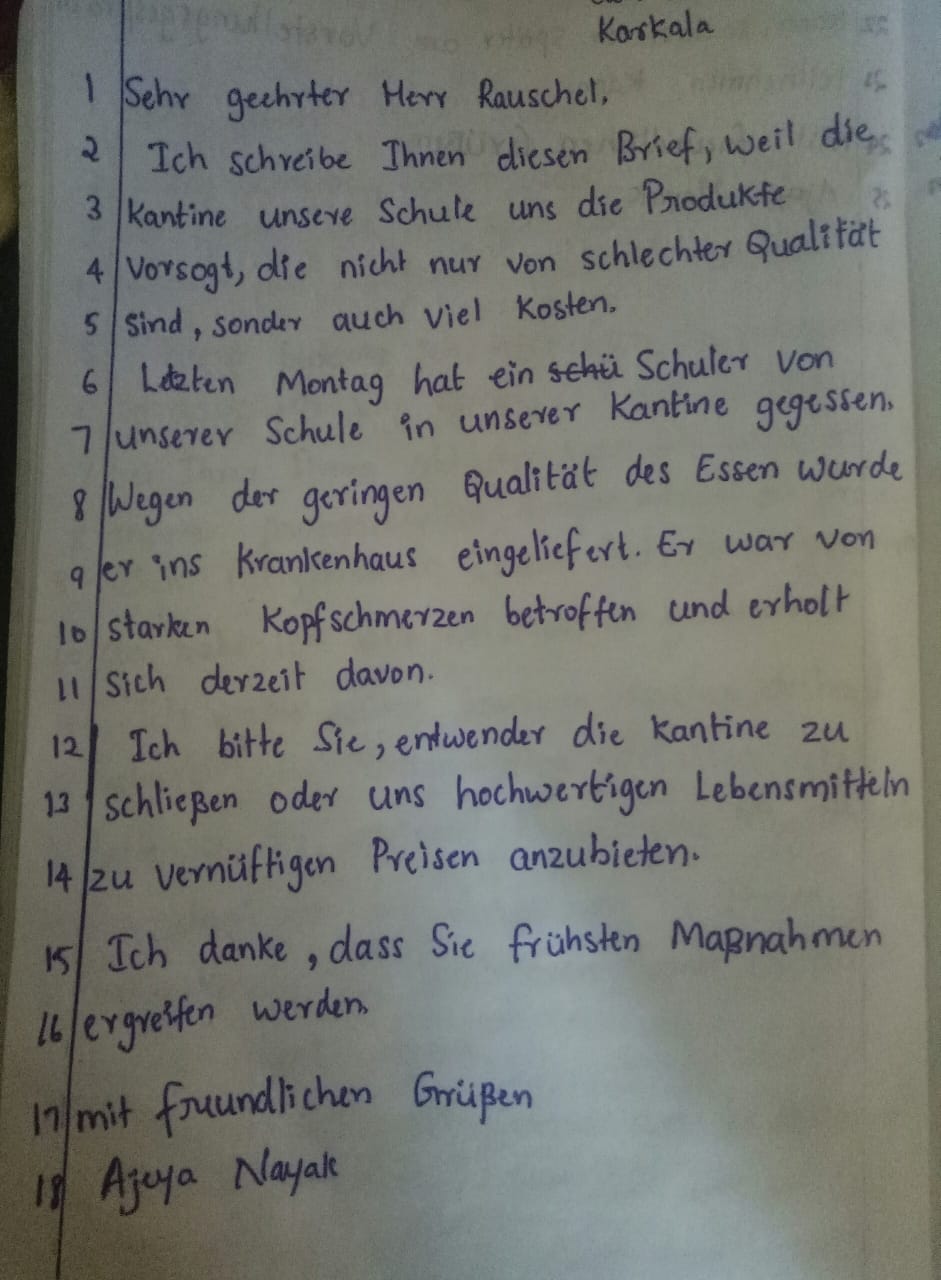 Karkala
1 Sehr geehrter Herr Rauschel,
2 Ich schreibe Ihnen diesen Brief, weil die
3 Kantine unsere Schule uns die Produkte
4 Vorsogt, die nicht nur von schlechter Qualität
5 sind, sonder auch viel Kosten.
6 Letzten Montag hat ein schü Schuler von
7 unserer Schule in unserer Kantine gegessen.
8 Wegen der geringen Qualität des Essen wurde
9 er ins Krankenhaus eingeliefert. Er war von
10 starken Kopfschmerzen betroffen und erholt
11 sich derzeit davon.
12 Ich bitte Sie, entwender die Kantine zu
13 schließen oder uns hochwertigen Lebensmitteln
14 zu vernüftigen Preisen anzubieten.
15 Ich danke, dass Sie frühsten Maßnahmen
16 ergreifen werden.
17 mit freundlichen Grüßen
18 Ajeya Nayak